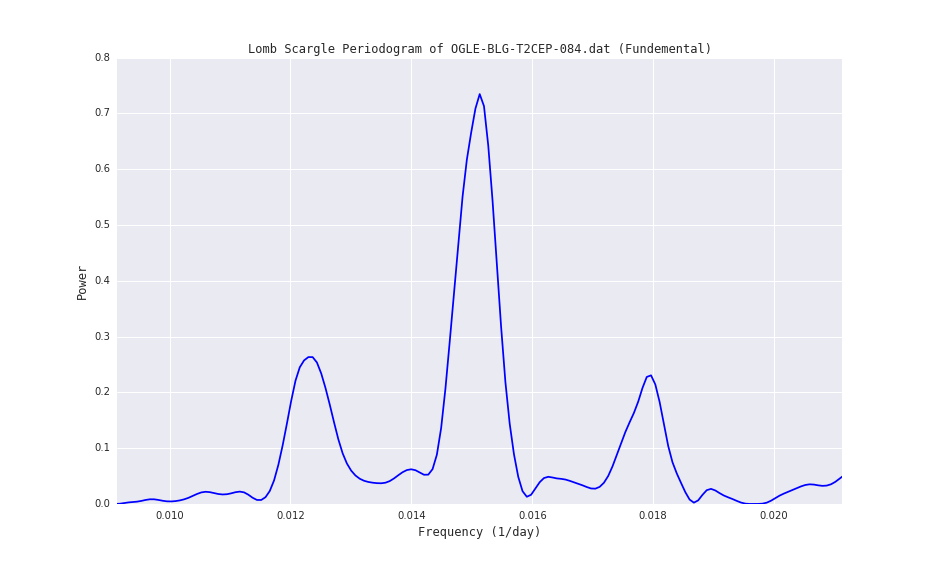 Lomb Scargle Periodogram of OGLE-BLG-T2CEP-084.dat (Fundemental)
0.8
0.7
0.6
0.5
0.4
0.3
0.2
0.1
0.0
Power
0.010 0.012 0.014 0.016 0.018 0.020
Frequency (1/day)